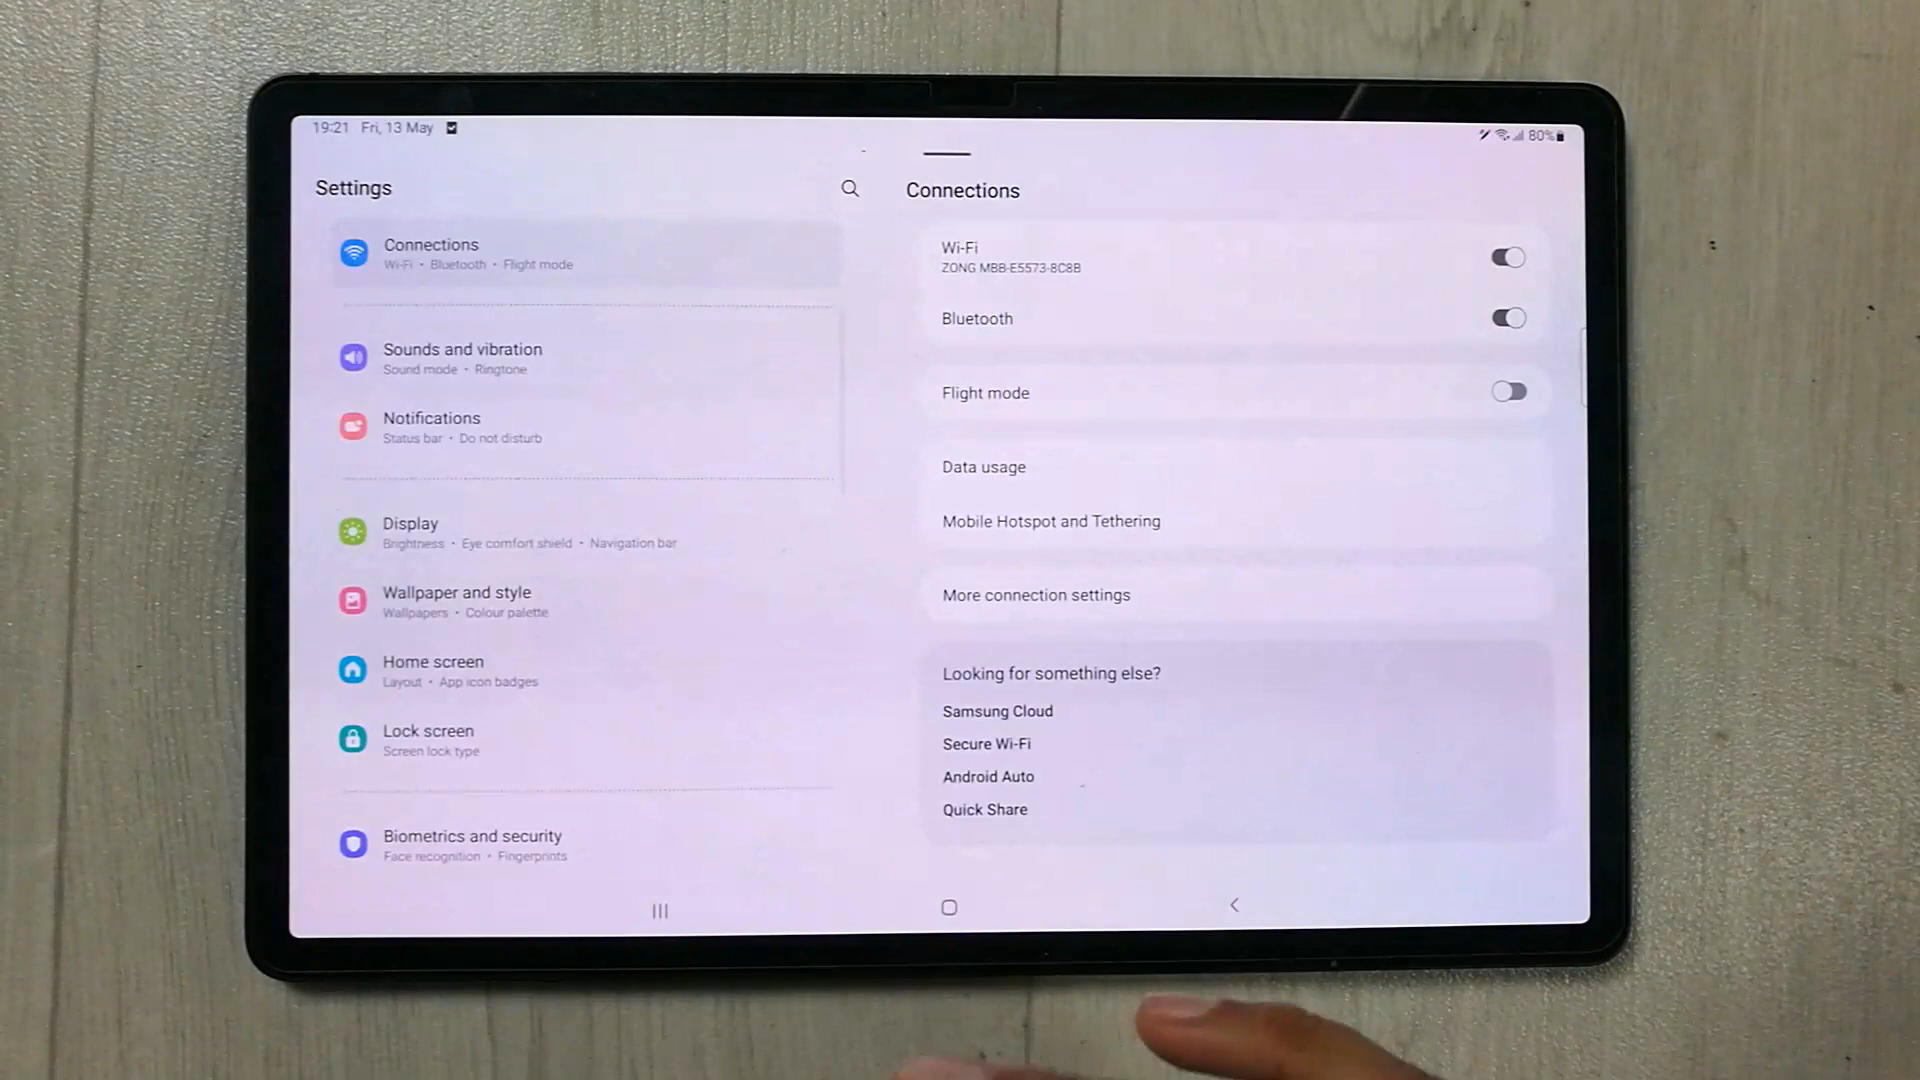 19:21 Fri, 13 May
80%
Settings
Connections
Wi-Fi • Bluetooth • Flight mode
Sounds and vibration
Sound mode • Ringtone
Notifications
Status bar • Do not disturb
Display
Brightness • Eye comfort shield • Navigation bar
Wallpaper and style
Wallpapers • Colour palette
Home screen
Layout • App icon badges
Lock screen
Screen lock type
Biometrics and security
Face recognition • Fingerprints
Connections
Wi-Fi
ZONG MBB-E5573-8C8B
Bluetooth
Flight mode
Data usage
Mobile Hotspot and Tethering
More connection settings
Looking for something else?
Samsung Cloud
Secure Wi-Fi
Android Auto
Quick Share